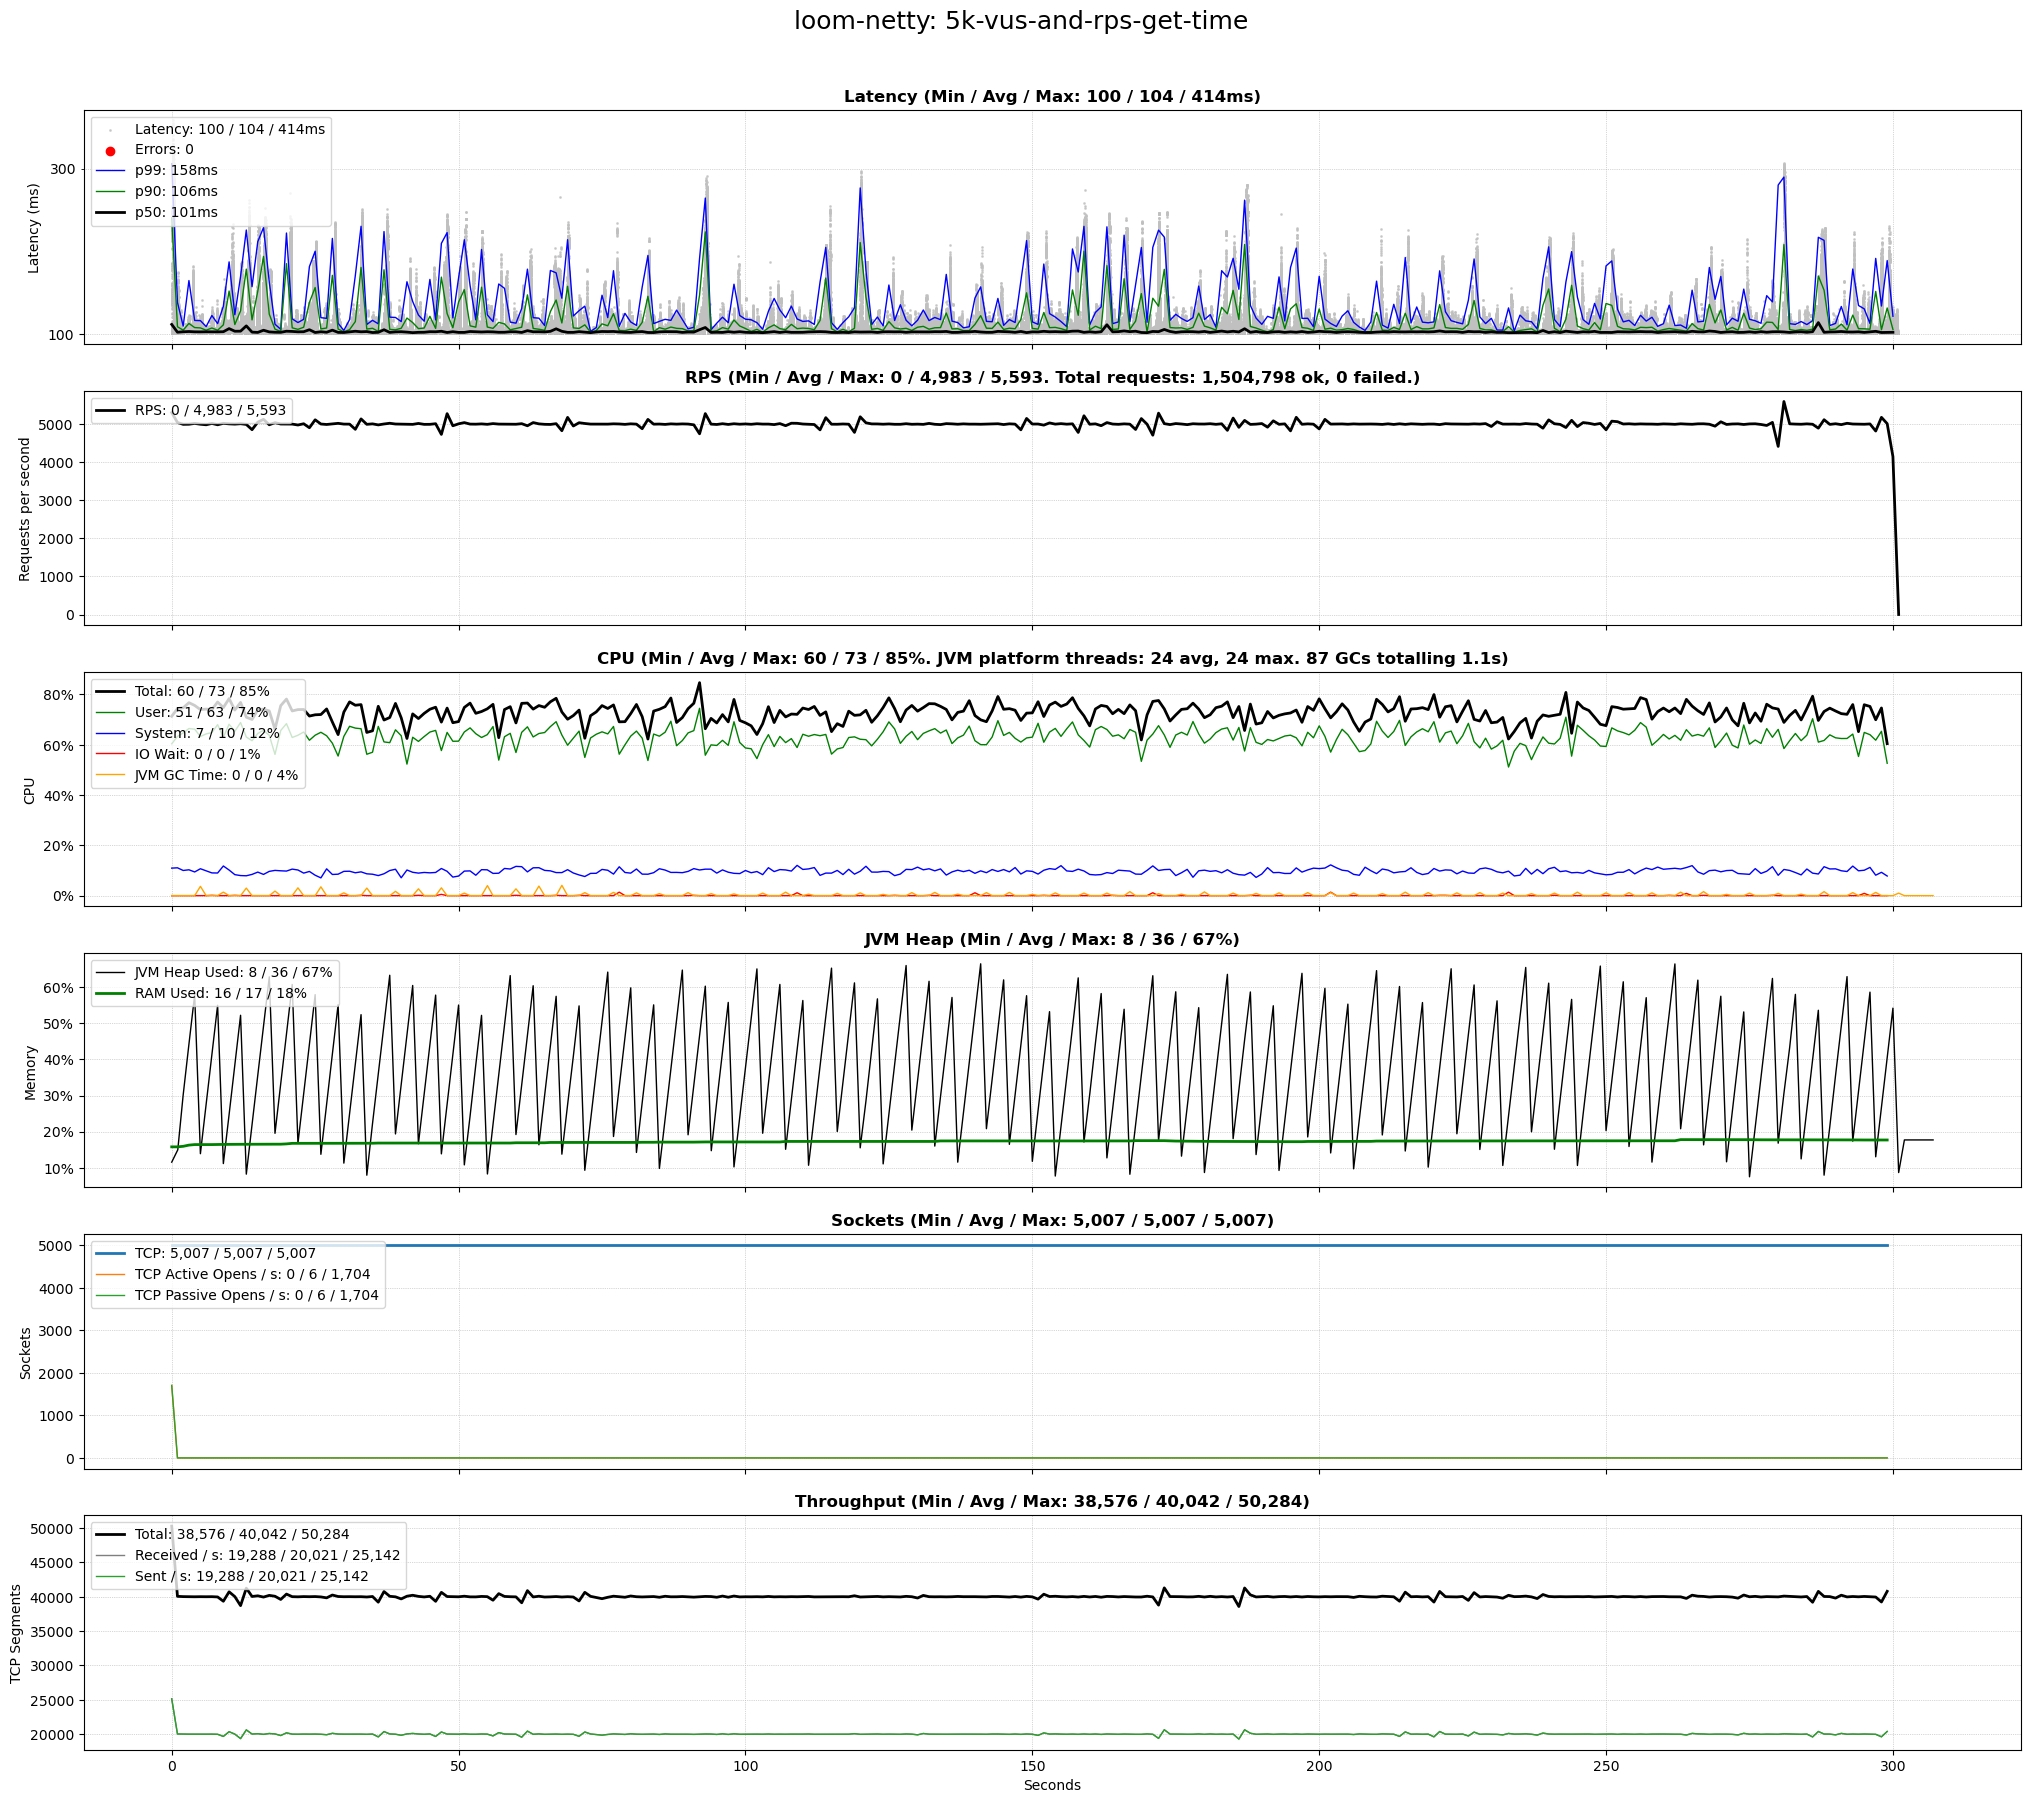 loom-netty: 5k-vus-and-rps-get-time
Latency (Min / Avg / Max: 100 / 104 / 414ms)
Latency: 100 / 104 / 414ms
Errors: 0
p99: 158ms
p90: 106ms
p50: 101ms
300
100
Latency (ms)
RPS (Min / Avg / Max: 0 / 4,983 / 5,593. Total requests: 1,504,798 ok, 0 failed.)
RPS: 0 / 4,983 / 5,593
5000
4000
3000
2000
1000
0
Requests per second
CPU (Min / Avg / Max: 60 / 73 / 85%. JVM platform threads: 24 avg, 24 max. 87 GCs totalling 1.1s)
Total: 60 / 73 / 85%
User: 51 / 63 / 74%
System: 7 / 10 / 12%
IO Wait: 0 / 0 / 1%
JVM GC Time: 0 / 0 / 4%
80%
60%
40%
20%
0%
CPU
JVM Heap (Min / Avg / Max: 8 / 36 / 67%)
JVM Heap Used: 8 / 36 / 67%
RAM Used: 16 / 17 / 18%
60%
50%
40%
30%
20%
10%
Memory
Sockets (Min / Avg / Max: 5,007 / 5,007 / 5,007)
TCP: 5,007 / 5,007 / 5,007
TCP Active Opens / s: 0 / 6 / 1,704
TCP Passive Opens / s: 0 / 6 / 1,704
5000
4000
3000
2000
1000
0
Sockets
Throughput (Min / Avg / Max: 38,576 / 40,042 / 50,284)
Total: 38,576 / 40,042 / 50,284
Received / s: 19,288 / 20,021 / 25,142
Sent / s: 19,288 / 20,021 / 25,142
50000
45000
40000
35000
30000
25000
20000
TCP Segments
0 50 100 150 200 250 300
Seconds